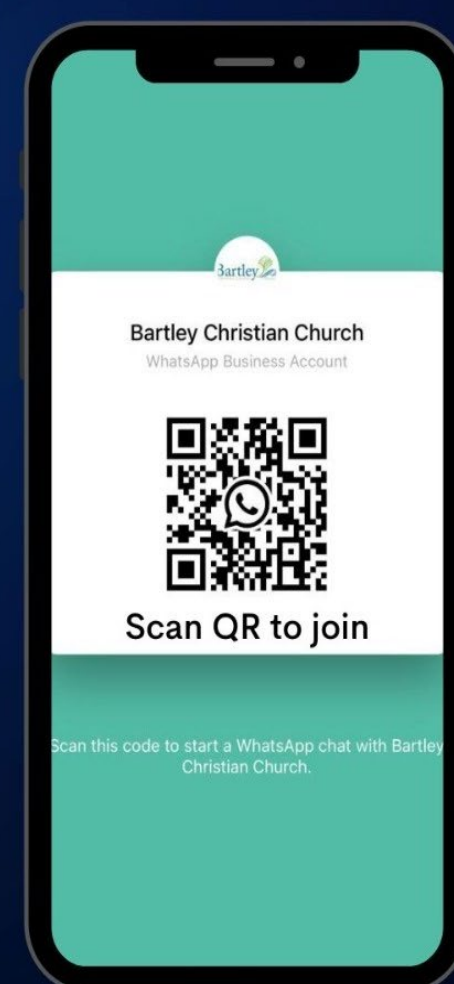 Bartley
Bartley Christian Church
WhatsApp Business Account
Scan QR to join
Scan this code to start a WhatsApp chat with Bartley
Christian Church.